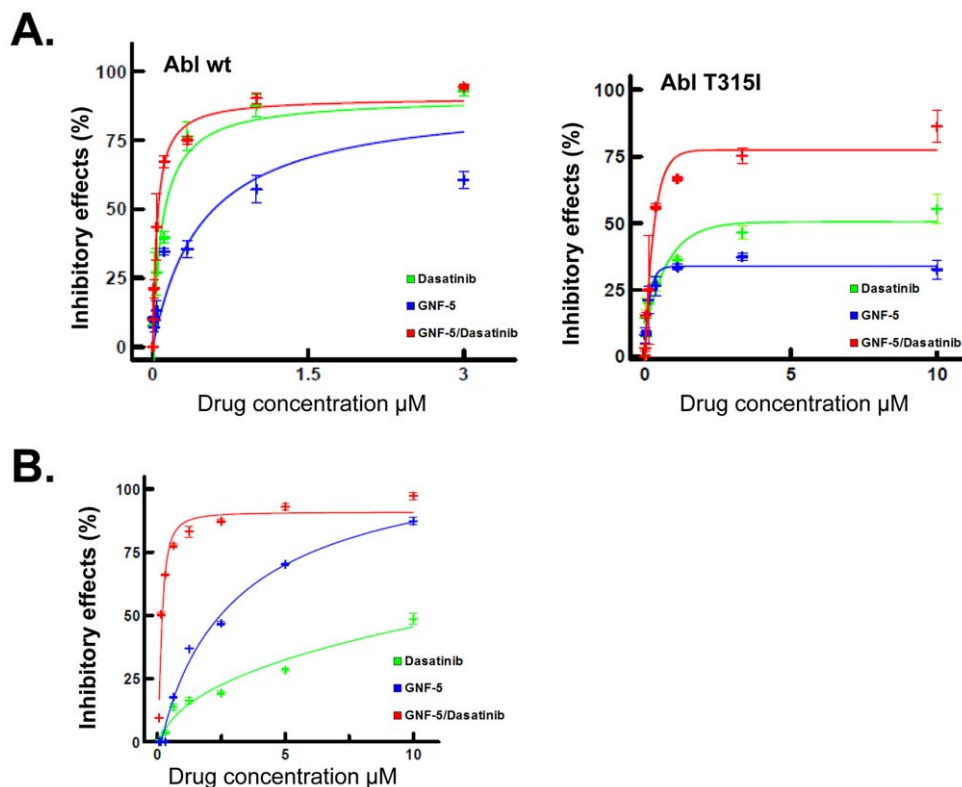 A.
Abl wt
Inhibitory effects (%)
100
75
50
25
0
0
1.5
3
Drug concentration µM
Dasatinib
GNF-5
GNF-5/Dasatinib
Abl T315I
Inhibitory effects (%)
100
75
50
25
0
0
5
10
Drug concentration µM
Dasatinib
GNF-5
GNF-5/Dasatinib
B.
Inhibitory effects (%)
100
75
50
25
0
0
5
10
Drug concentration µM
Dasatinib
GNF-5
GNF-5/Dasatinib